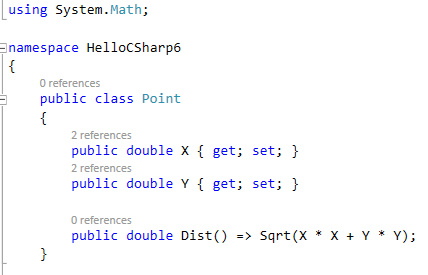 using System.Math;
namespace HelloCSharp6
{
0 references
public class Point
{
2 references
public double X { get; set; }
2 references
public double Y { get; set; }
0 references
public double Dist() => Sqrt(X * X + Y * Y);
}